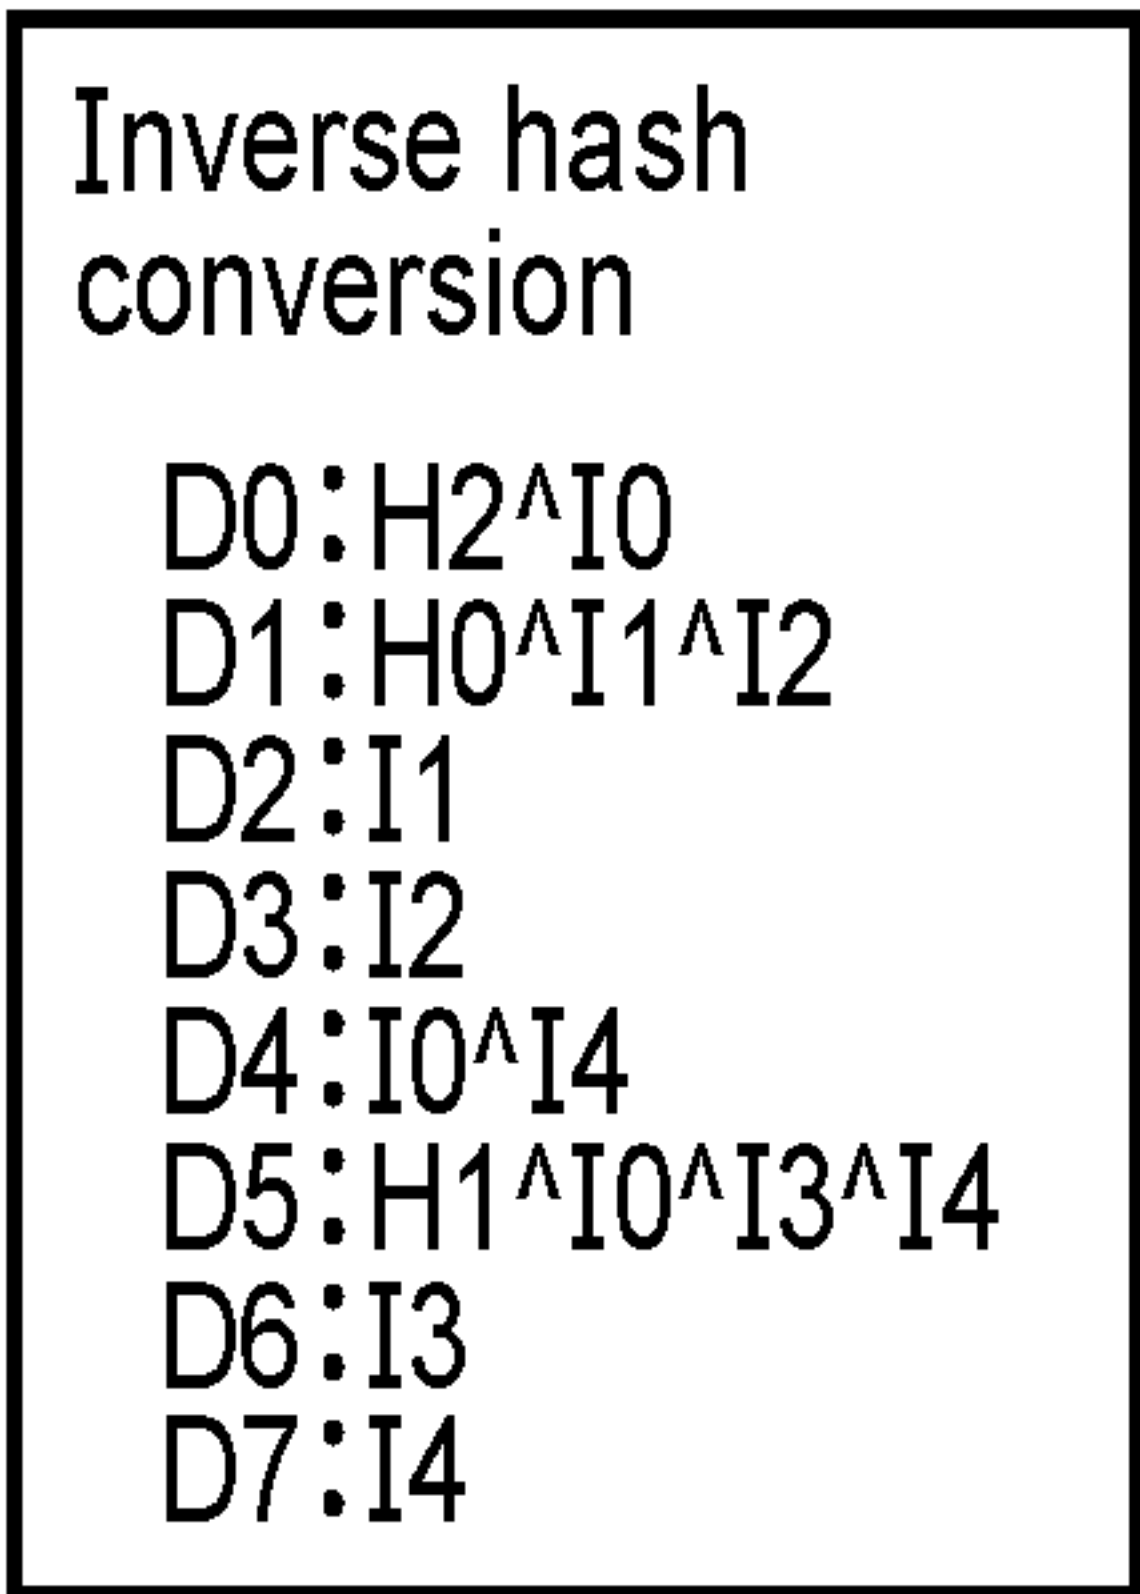 Inverse hash
conversion
D0:H2^I0
D1:H0^I1^I2
D2:I1
D3:I2
D4:I0^I4
D5:H1^I0^I3^I4
D6:I3
D7:I4